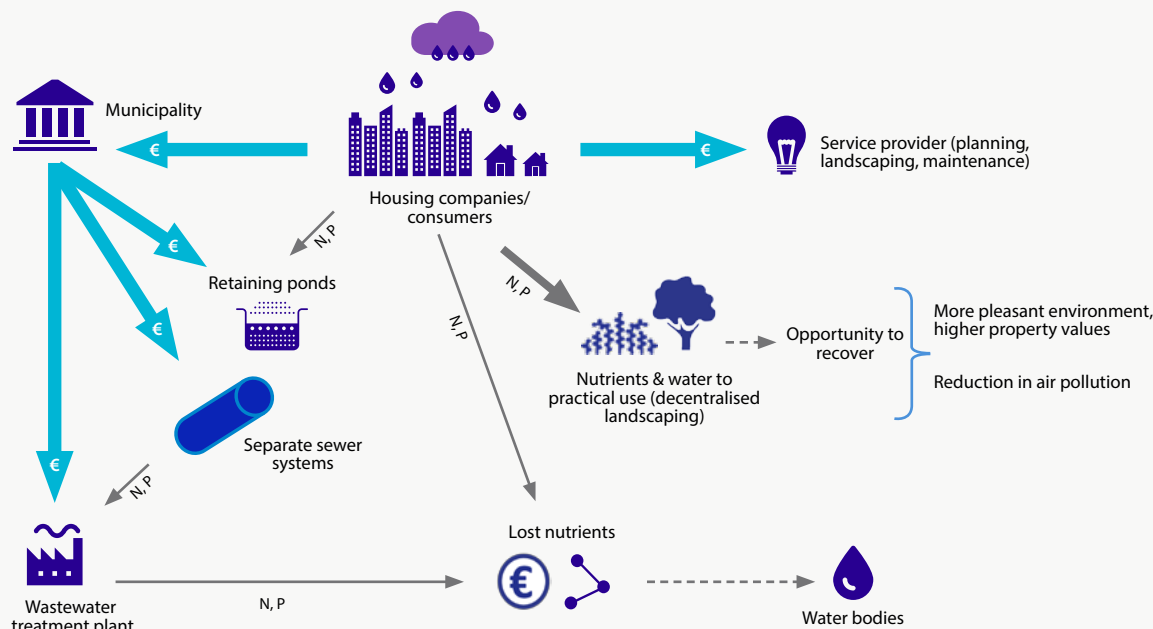 Municipality
€
€
Service provider (planning,
landscaping, maintenance)
Housing companies/
consumers
N, P
€
Retaining ponds
N, P
N, P
€
Opportunity to
recover
More pleasant environment,
higher property values
Reduction in air pollution
Nutrients & water to
practical use (decentralised
landscaping)
Separate sewer
systems
€
N, P
Lost nutrients
€
N, P
Wastewater
treatment plant
Water bodies